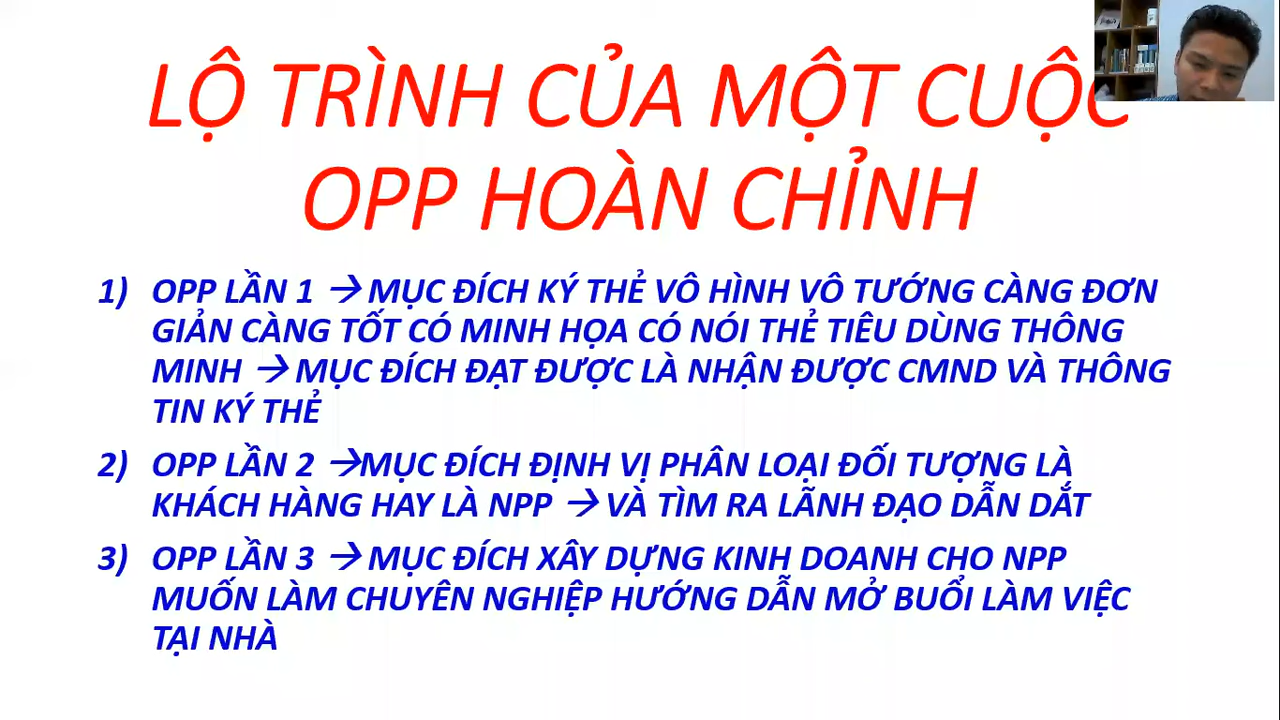 LỘ TRÌNH CỦA MỘT CUỘC
OPP HOÀN CHỈNH
1) OPP LẦN 1 → MỤC ĐÍCH KÝ THẺ VÔ HÌNH VÔ TƯỚNG CÀNG ĐƠN
GIẢN CÀNG TỐT CÓ MINH HỌA CÓ NÓI THẺ TIÊU DÙNG THÔNG
MINH → MỤC ĐÍCH ĐẠT ĐƯỢC LÀ NHẬN ĐƯỢC CMND VÀ THÔNG
TIN KÝ THẺ
2) OPP LẦN 2 →MỤC ĐÍCH ĐỊNH VỊ PHÂN LOẠI ĐỐI TƯỢNG LÀ
KHÁCH HÀNG HAY LÀ NPP → VÀ TÌM RA LÃNH ĐẠO DẪN DẮT
3) OPP LẦN 3 → MỤC ĐÍCH XÂY DỰNG KINH DOANH CHO NPP
MUỐN LÀM CHUYÊN NGHIỆP HƯỚNG DẪN MỞ BUỔI LÀM VIỆC
TẠI NHÀ